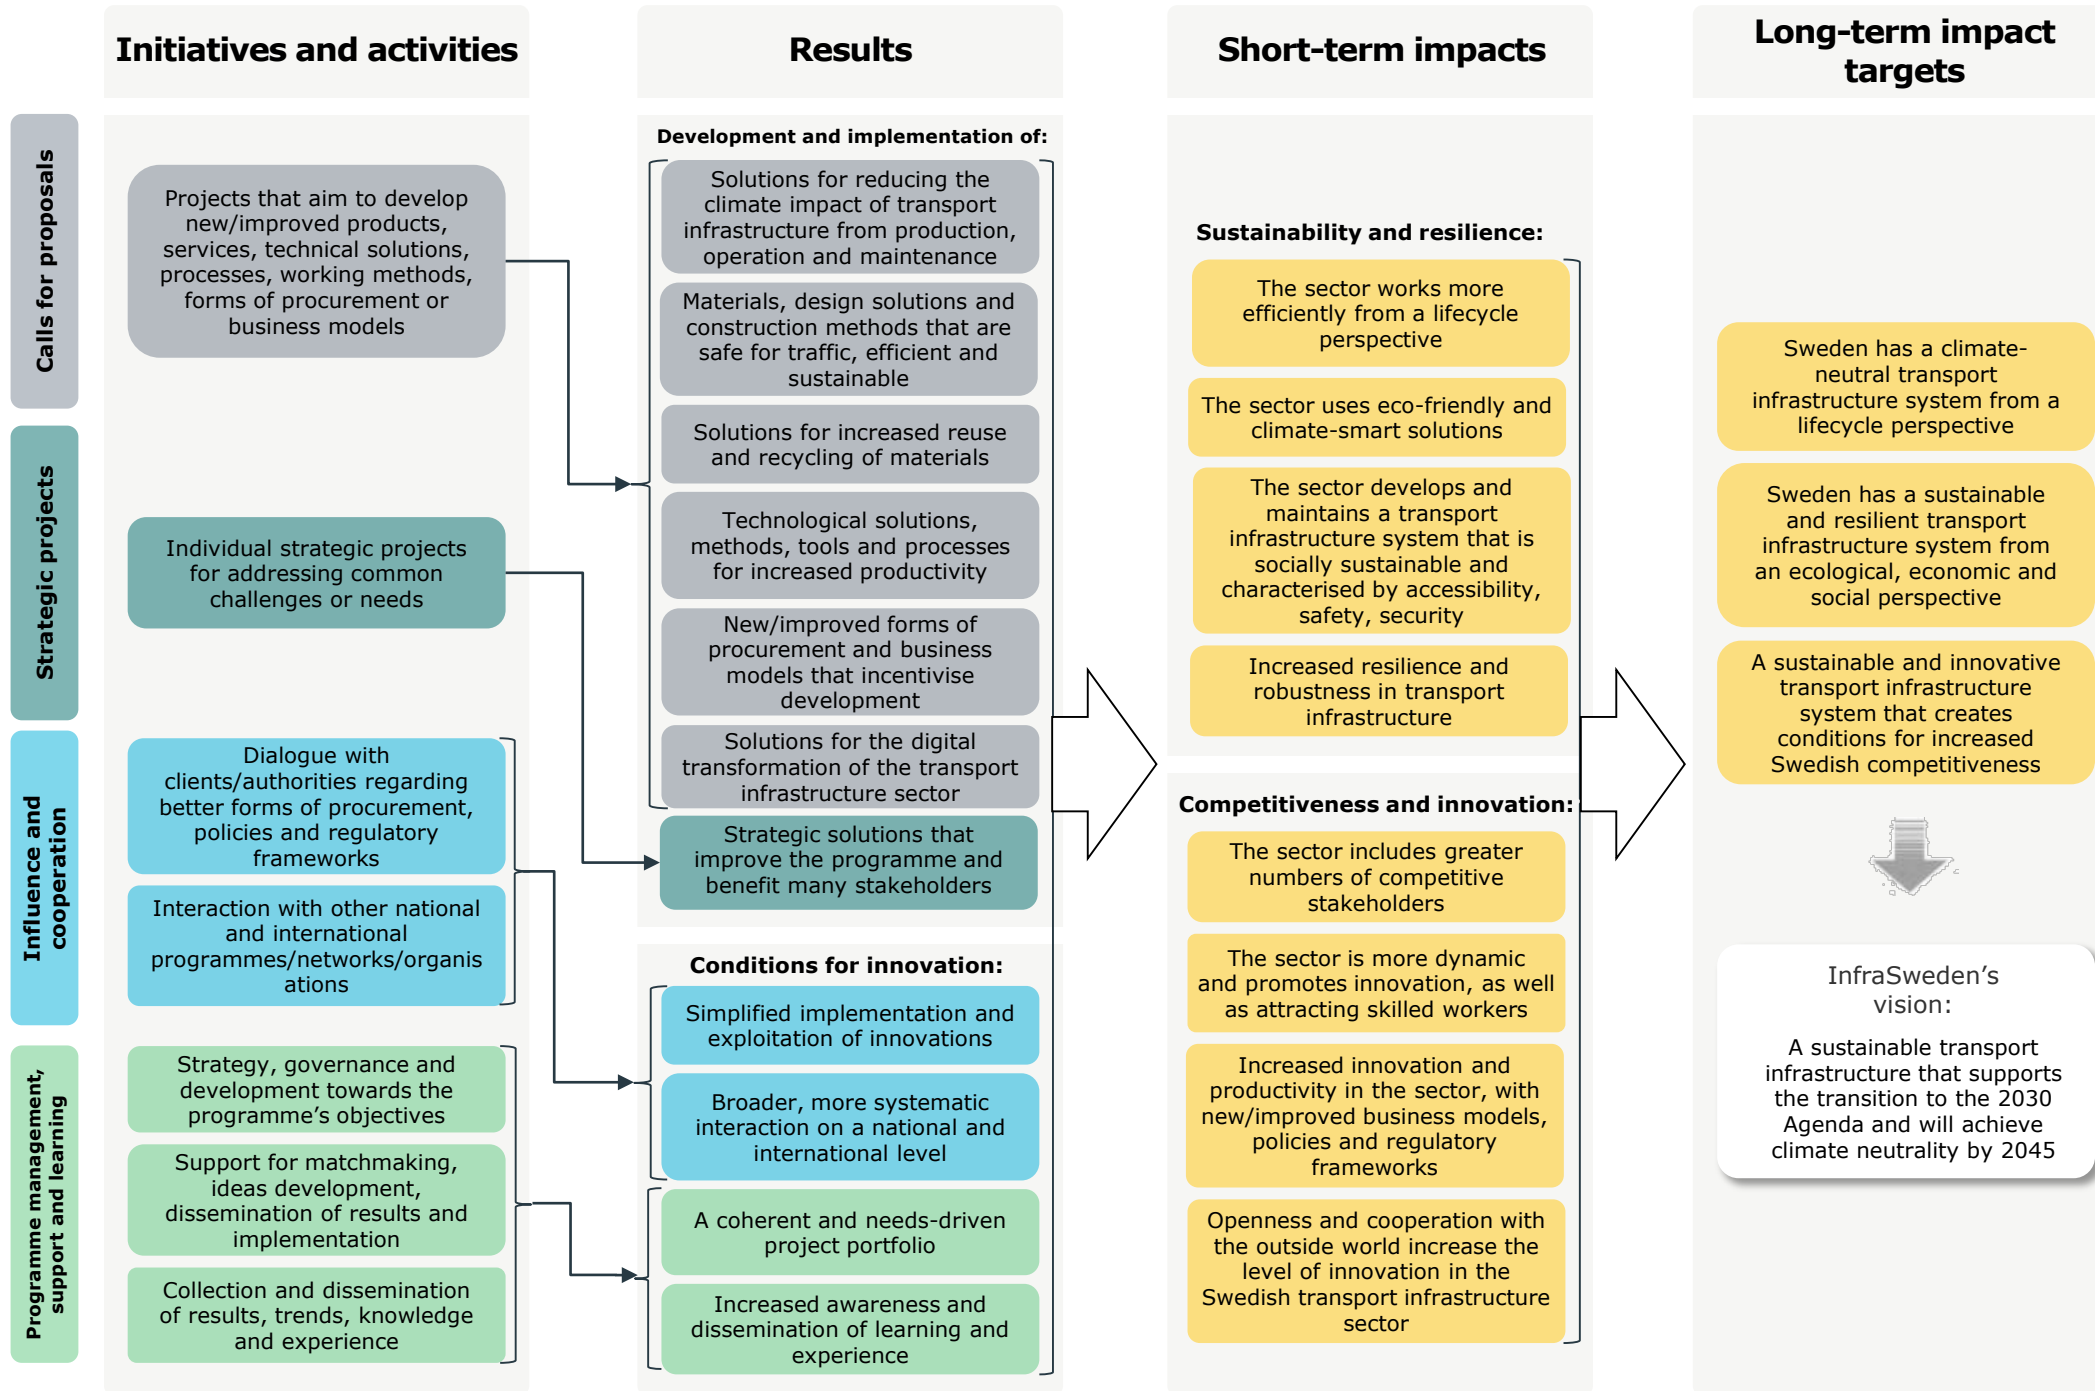 Initiatives and activities
Results
Short-term impacts
Long-term impact
targets
Calls for proposals
Strategic projects
Influence and
cooperation
Programme management,
support and learning
Projects that aim to develop
new/improved products,
services, technical solutions,
processes, working methods,
forms of procurement or
business models
Individual strategic projects
for addressing common
challenges or needs
Dialogue with
clients/authorities regarding
better forms of procurement,
policies and regulatory
frameworks
Interaction with other national
and international
programmes/networks/organis
ations
Strategy, governance and
development towards the
programme's objectives
Support for matchmaking,
ideas development,
dissemination of results and
implementation
Collection and dissemination
of results, trends, knowledge
and experience
Development and implementation of:
Solutions for reducing the
climate impact of transport
infrastructure from production,
operation and maintenance
Materials, design solutions and
construction methods that are
safe for traffic, efficient and
sustainable
Solutions for increased reuse
and recycling of materials
Technological solutions,
methods, tools and processes
for increased productivity
New/improved forms of
procurement and business
models that incentivise
development
Solutions for the digital
transformation of the transport
infrastructure sector
Strategic solutions that
improve the programme and
benefit many stakeholders
Conditions for innovation:
Simplified implementation and
exploitation of innovations
Broader, more systematic
interaction on a national and
international level
A coherent and needs-driven
project portfolio
Increased awareness and
dissemination of learning and
experience
Sustainability and resilience:
The sector works more
efficiently from a lifecycle
perspective
The sector uses eco-friendly and
climate-smart solutions
The sector develops and
maintains a transport
infrastructure system that is
socially sustainable and
characterised by accessibility,
safety, security
Increased resilience and
robustness in transport
infrastructure
Competitiveness and innovation:
The sector includes greater
numbers of competitive
stakeholders
The sector is more dynamic
and promotes innovation, as well
as attracting skilled workers
Increased innovation and
productivity in the sector, with
new/improved business models,
policies and regulatory
frameworks
Openness and cooperation with
the outside world increase the
level of innovation in the
Swedish transport infrastructure
sector
Sweden has a climate-
neutral transport
infrastructure system from a
lifecycle perspective
Sweden has a sustainable
and resilient transport
infrastructure system from
an ecological, economic and
social perspective
A sustainable and innovative
transport infrastructure
system that creates
conditions for increased
Swedish competitiveness
InfraSweden's
vision:
A sustainable transport
infrastructure that supports
the transition to the 2030
Agenda and will achieve
climate neutrality by 2045